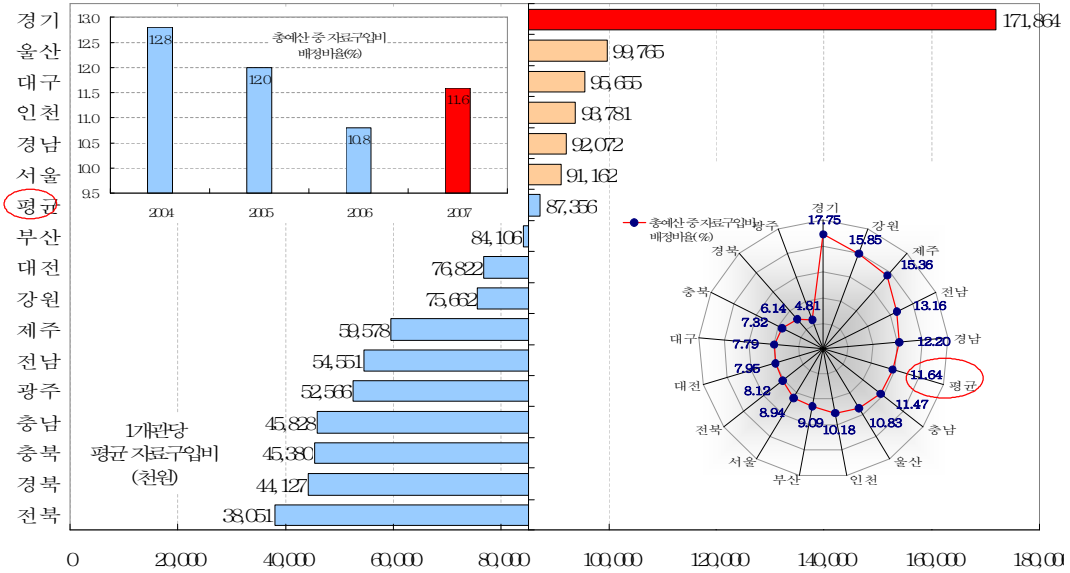 경기
울산
대구
인천
경남
서울
평균
부산
대전
강원
제주
전남
광주
충남
충북
경북
전북
171,864
99,765
95,655
93,781
92,072
91,162
87,356
84,106
76,822
75,662
59,578
54,551
52,566
45,828
45,380
44,127
38,051
1개관당
평균 자료구입비
(천원)
0
20,000
40,000
60,000
80,000
100,000
120,000
140,000
160,000
180,00
총예산 중 자료구입비
배정비율(%)
13.0
12.5
12.0
11.5
11.0
10.5
10.0
9.5
12.8
12.0
10.8
11.6
2004
2005
2006
2007
총예산 중 자료구입비
배정비율(%)
경기
강원
제주
전남
경남
평균
충남
울산
인천
부산
서울
전북
대전
대구
충북
경북
광주
17.75
15.85
15.36
13.16
12.20
11.64
11.47
10.83
10.18
9.09
8.94
8.12
7.95
7.79
7.32
6.14
4.81